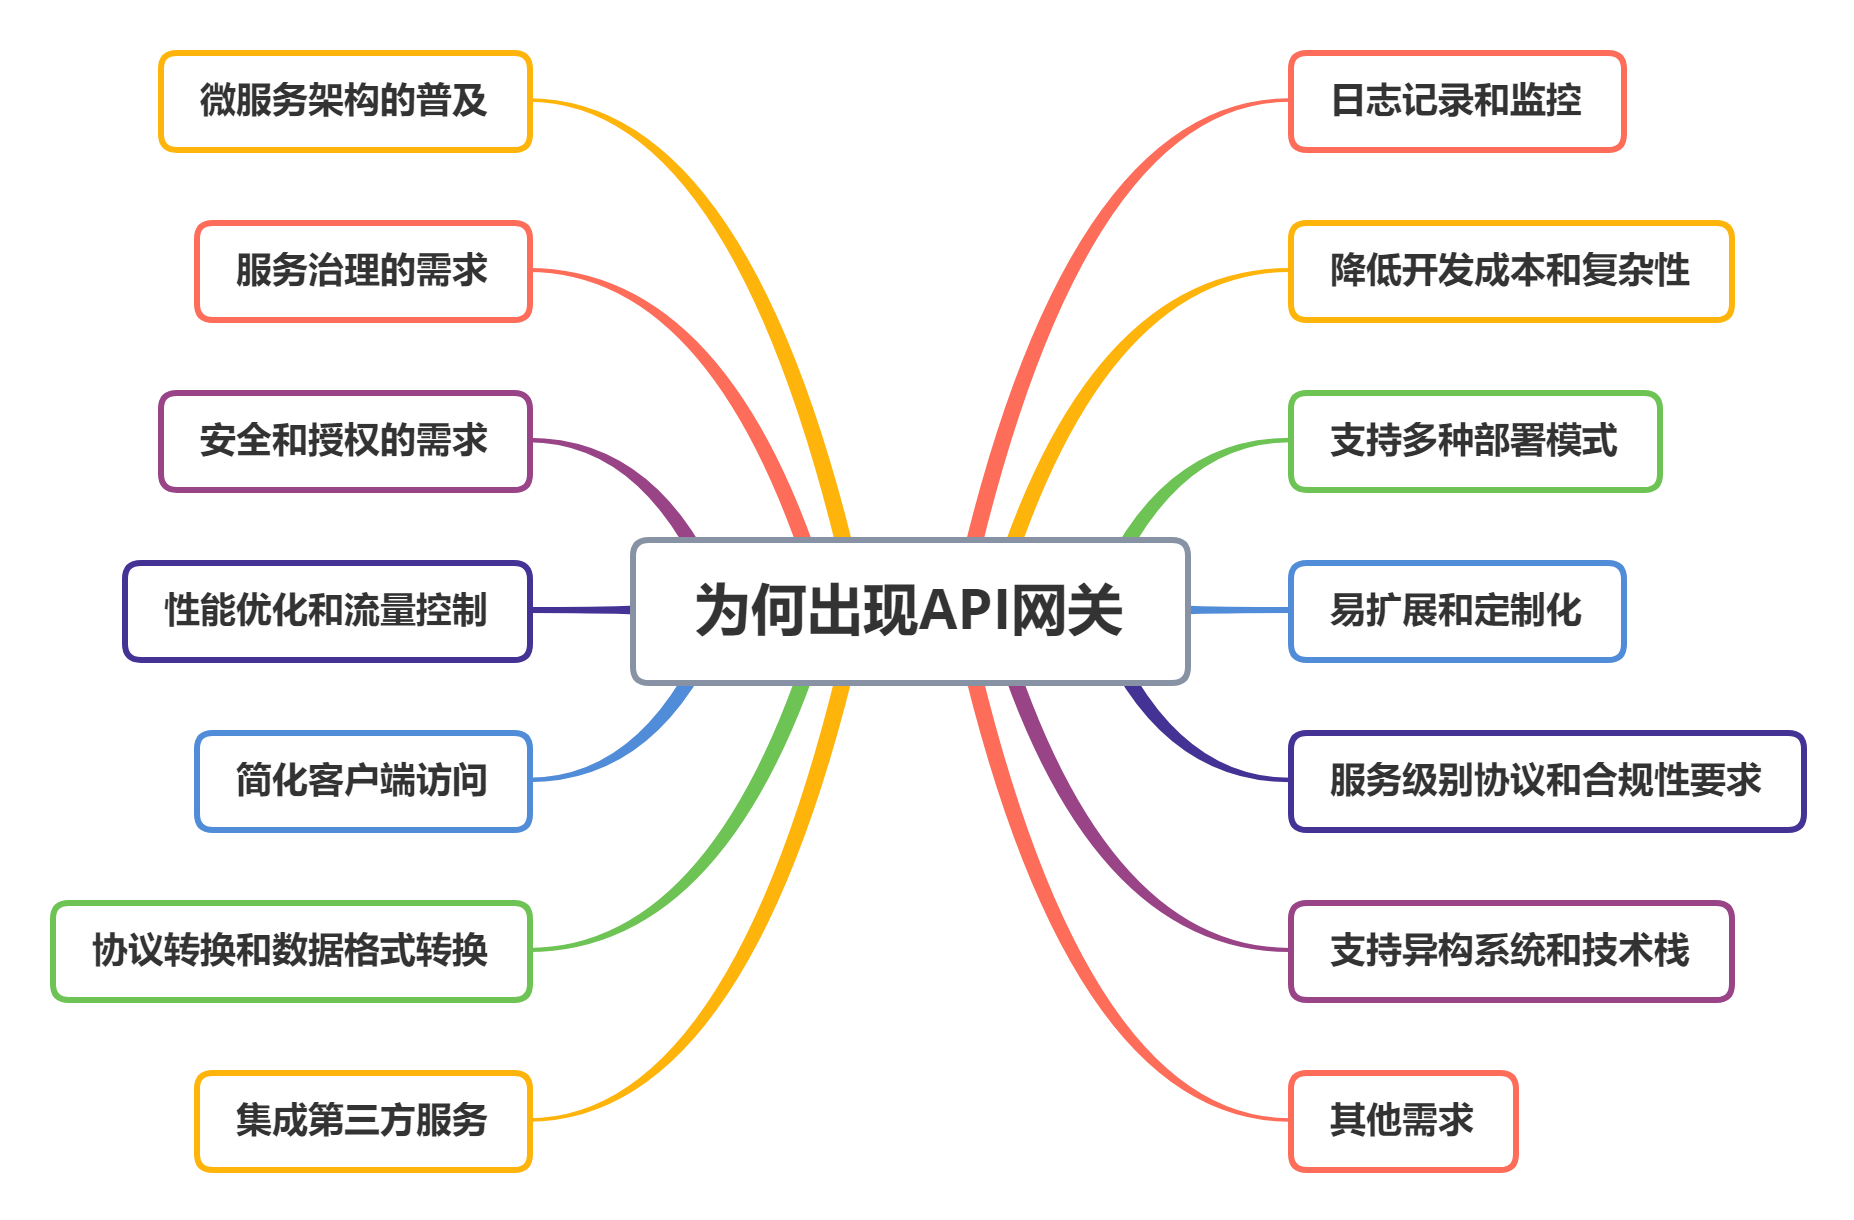 为何出现API网关
微服务架构的普及
服务治理的需求
安全和授权的需求
性能优化和流量控制
简化客户端访问
协议转换和数据格式转换
集成第三方服务
日志记录和监控
降低开发成本和复杂性
支持多种部署模式
易扩展和定制化
服务级别协议和合规性要求
支持异构系统和技术栈
其他需求